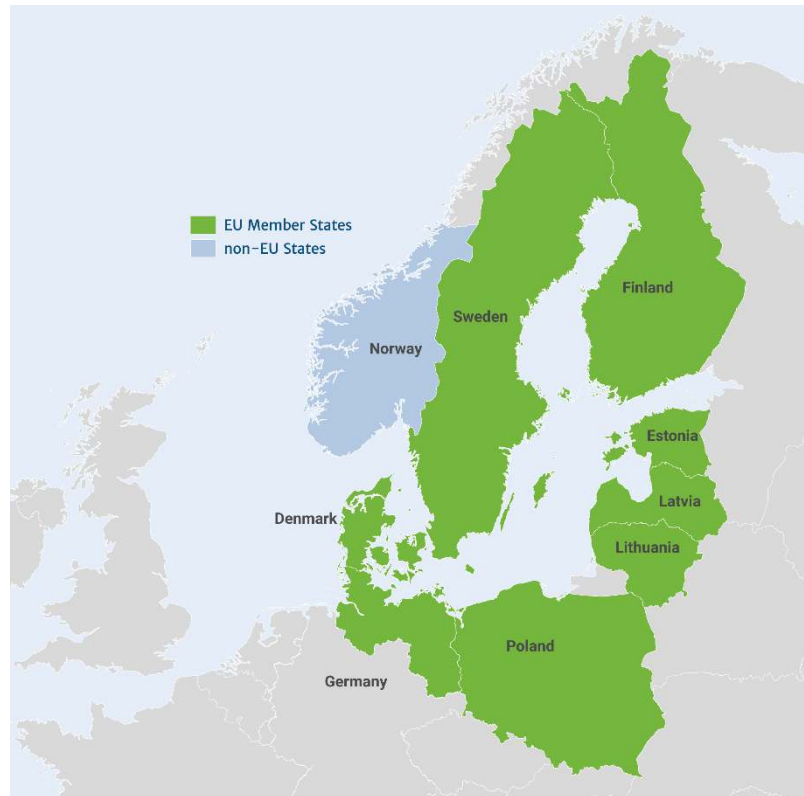 EU Member States
non-EU States
Finland
Sweden
Norway
Estonia
Latvia
Denmark
Lithuania
Poland
Germany